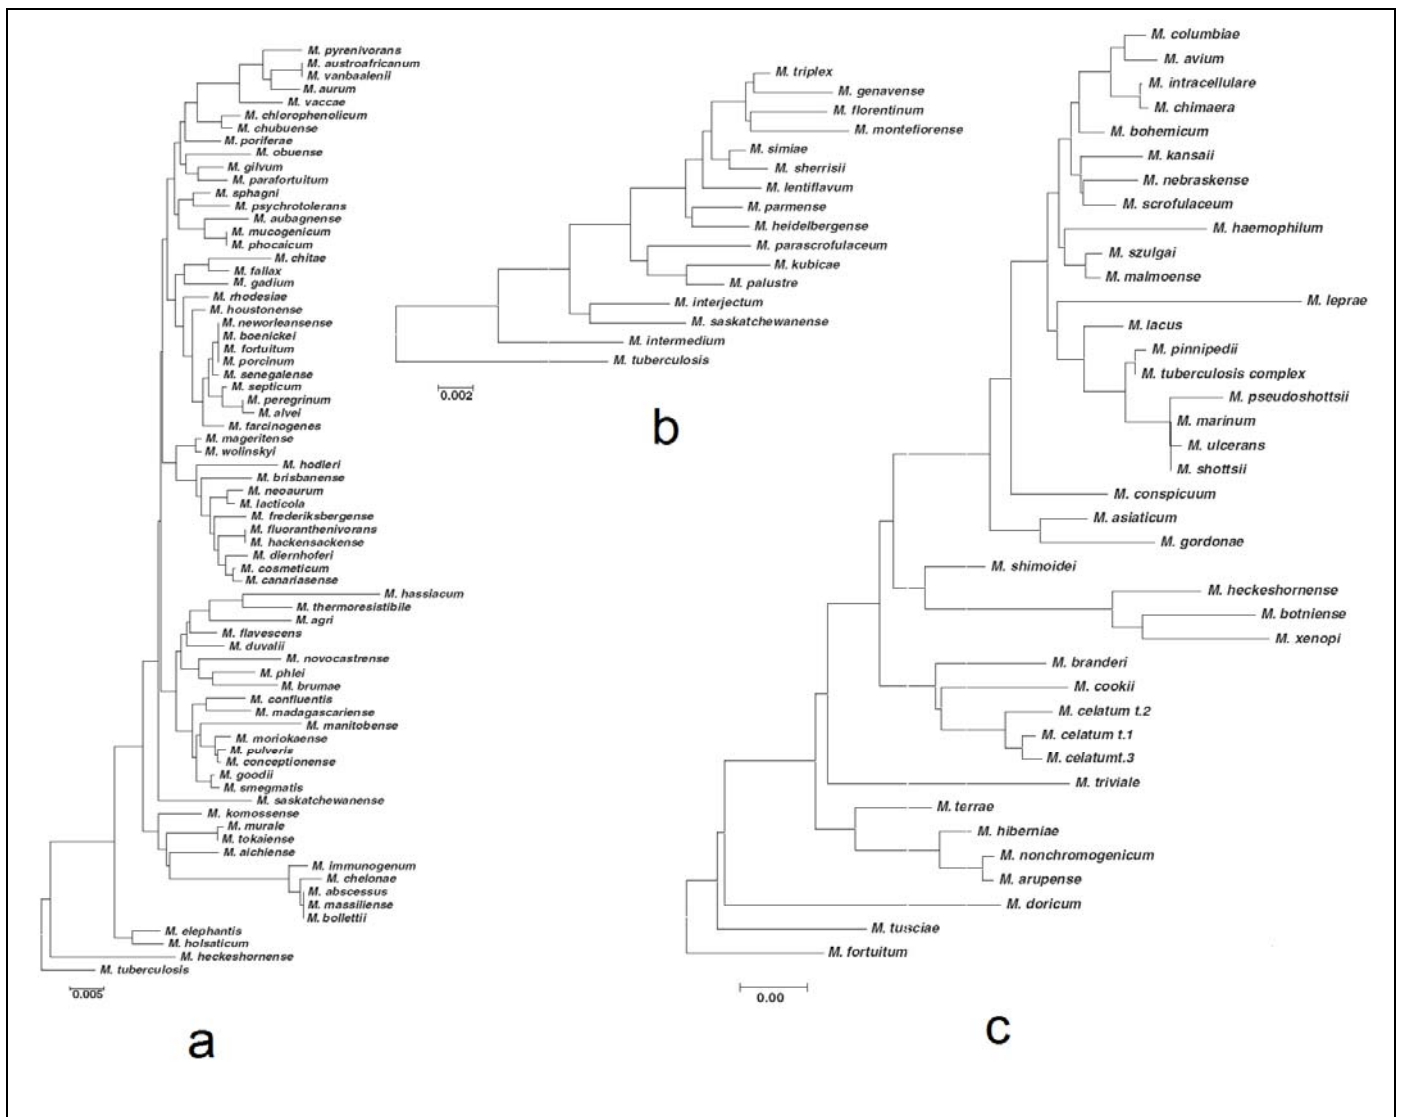 M. pyrenivorans
M. austroafricanum
M. vanbaalenii
M. aurum
M. vaccae
M. chlorophenolicum
M. chubuense
M. poriferae
M. obuense
M. gilvum
M. parafortuitum
M. sphagni
M. psychrotolerans
M. aubagnense
M. mucogenicum
M. phocaicum
M. chitae
M. fallax
M. gadium
M. rhodesiae
M. houstonense
M. neworleansense
M. boenickei
M. fortuitum
M. porcinum
M. senegalense
M. septicum
M. peregrinum
M. alvei
M. farcinogenes
M. mageritense
M. wolinskyi
M. hodleri
M. brisbanense
M. neoaurum
M. lacticola
M. frederiksbergense
M. fluoranthenivorans
M. hackensackense
M. diernhoferi
M. cosmeticum
M. canariasense
M. hassiacum
M. thermoresistibile
M. agri
M. flavescens
M. duvalii
M. novocastrense
M. phlei
M. brumae
M. confluentis
M. madagascariense
M. manitobense
M. moriokaense
M. pulveris
M. conceptionense
M. goodii
M. smegmatis
M. saskatchewanense
M. komossense
M. murale
M. tokaiense
M. aichiense
M. immunogenum
M. chelonae
M. abscessus
M. massiliense
M. bollettii
M. elephantis
M. holsaticum
M. heckeshornense
M. tuberculosis
0.005
a
M. triplex
M. genavense
M. florentinum
M. montefiorense
M. simiae
M. sherrisii
M. lentiflavum
M. parmense
M. heidelbergense
M. parascrofulaceum
M. kubicae
M. palustre
M. interjectum
M. saskatchewanense
M. intermedium
M. tuberculosis
0.002
b
M. columbiae
M. avium
M. intracellulare
M. chimaera
M. bohemicum
M. kansaii
M. nebraskense
M. scrofulaceum
M. haemophilum
M. szulgai
M. malmoense
M. leprae
M. lacus
M. pinnipedii
M. tuberculosis complex
M. pseudoshottsii
M. marinum
M. ulcerans
M. shottsii
M. conspicuum
M. asiaticum
M. gordonae
M. shimoidei
M. heckeshornense
M. botniense
M. xenopi
M. branderi
M. cookii
M. celatum t.2
M. celatum t.1
M. celatumt.3
M. triviale
M. terrae
M. hiberniae
M. nonchromogenicum
M. arupense
M. doricum
M. tusciae
M. fortuitum
0.00
c